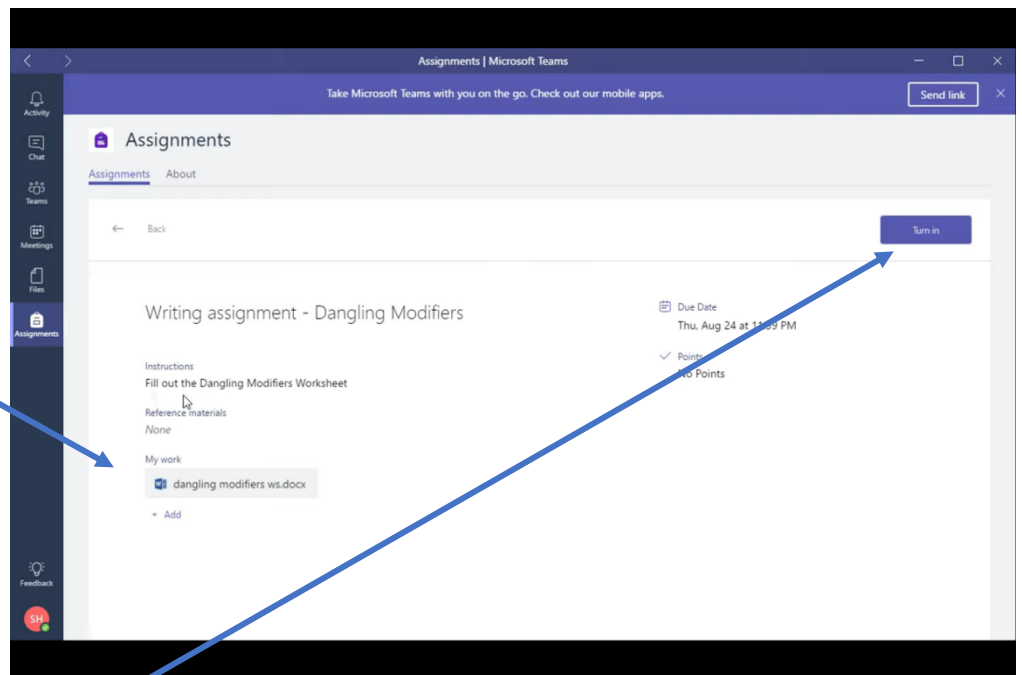 Assignments | Microsoft Teams
Take Microsoft Teams with you on the go. Check out our mobile apps.
Send link
Activity
Chat
Teams
Meetings
Files
Assignments
Feedback
SH
Assignments
Assignments About
Back
Turn in
Writing assignment - Dangling Modifiers
Instructions
Fill out the Dangling Modifiers Worksheet
Reference materials
None
My work
dangling modifiers ws.docx
+ Add
Due Date
Thu, Aug 24 at PM
Points
No Points